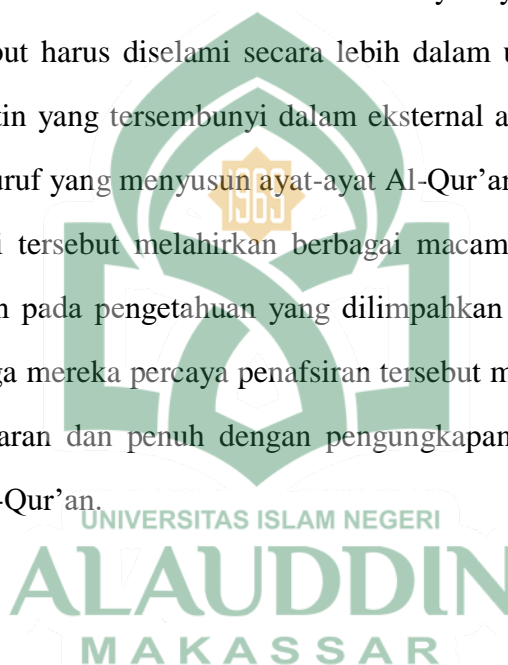 but harus diselami secara lebih dalam u
tin yang tersembunyi dalam eksternal a
uruf yang menyusun ayat-ayat Al-Qur’an
1969
i tersebut melahirkan berbagai macam
n pada pengetahuan yang dilimpahkan
ga mereka percaya penafsiran tersebut m
aran dan penuh dengan pengungkapan
-Qur’an.
UNIVERSITAS ISLAM NEGERI
ALAUDDIN
MAKASSAR